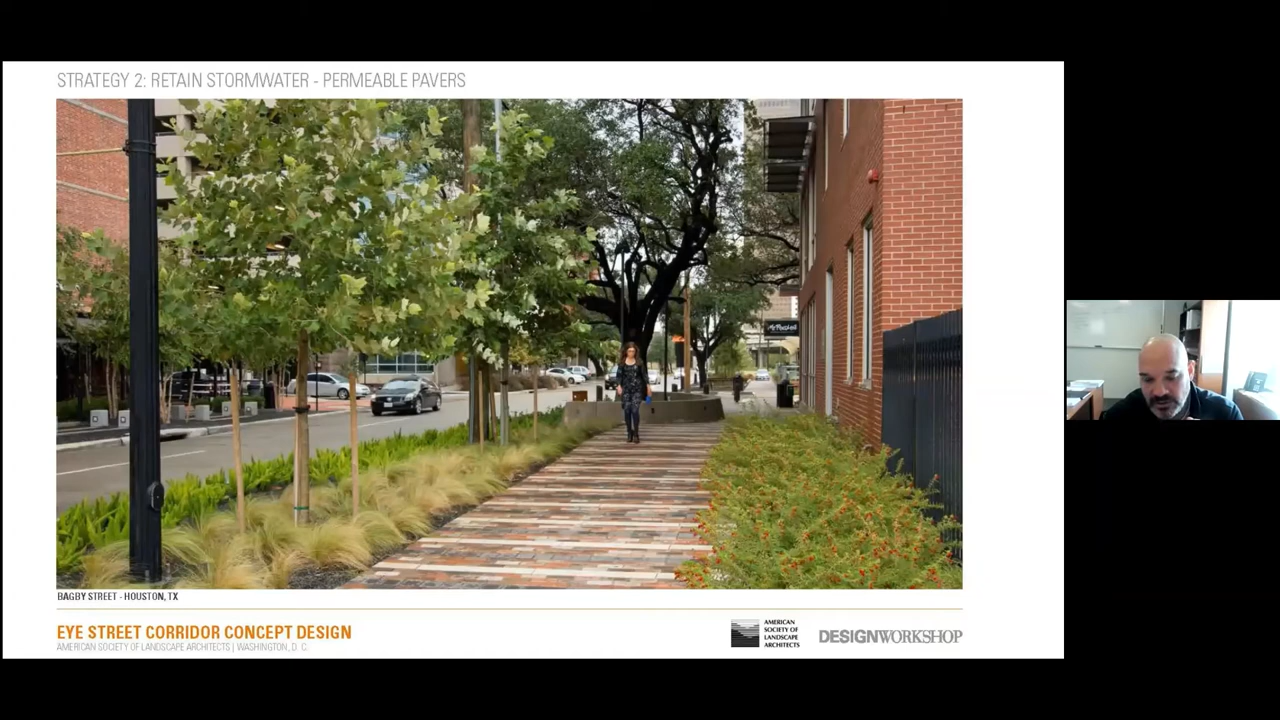 STRATEGY 2: RETAIN STORMWATER - PERMEABLE PAVERS
BAGBY STREET - HOUSTON, TX
EYE STREET CORRIDOR CONCEPT DESIGN
AMERICAN SOCIETY OF LANDSCAPE ARCHITECTS | WASHINGTON, D. C.
AMERICAN
SOCIETY OF
LANDSCAPE
ARCHITECTS
DESIGNWORKSHOP